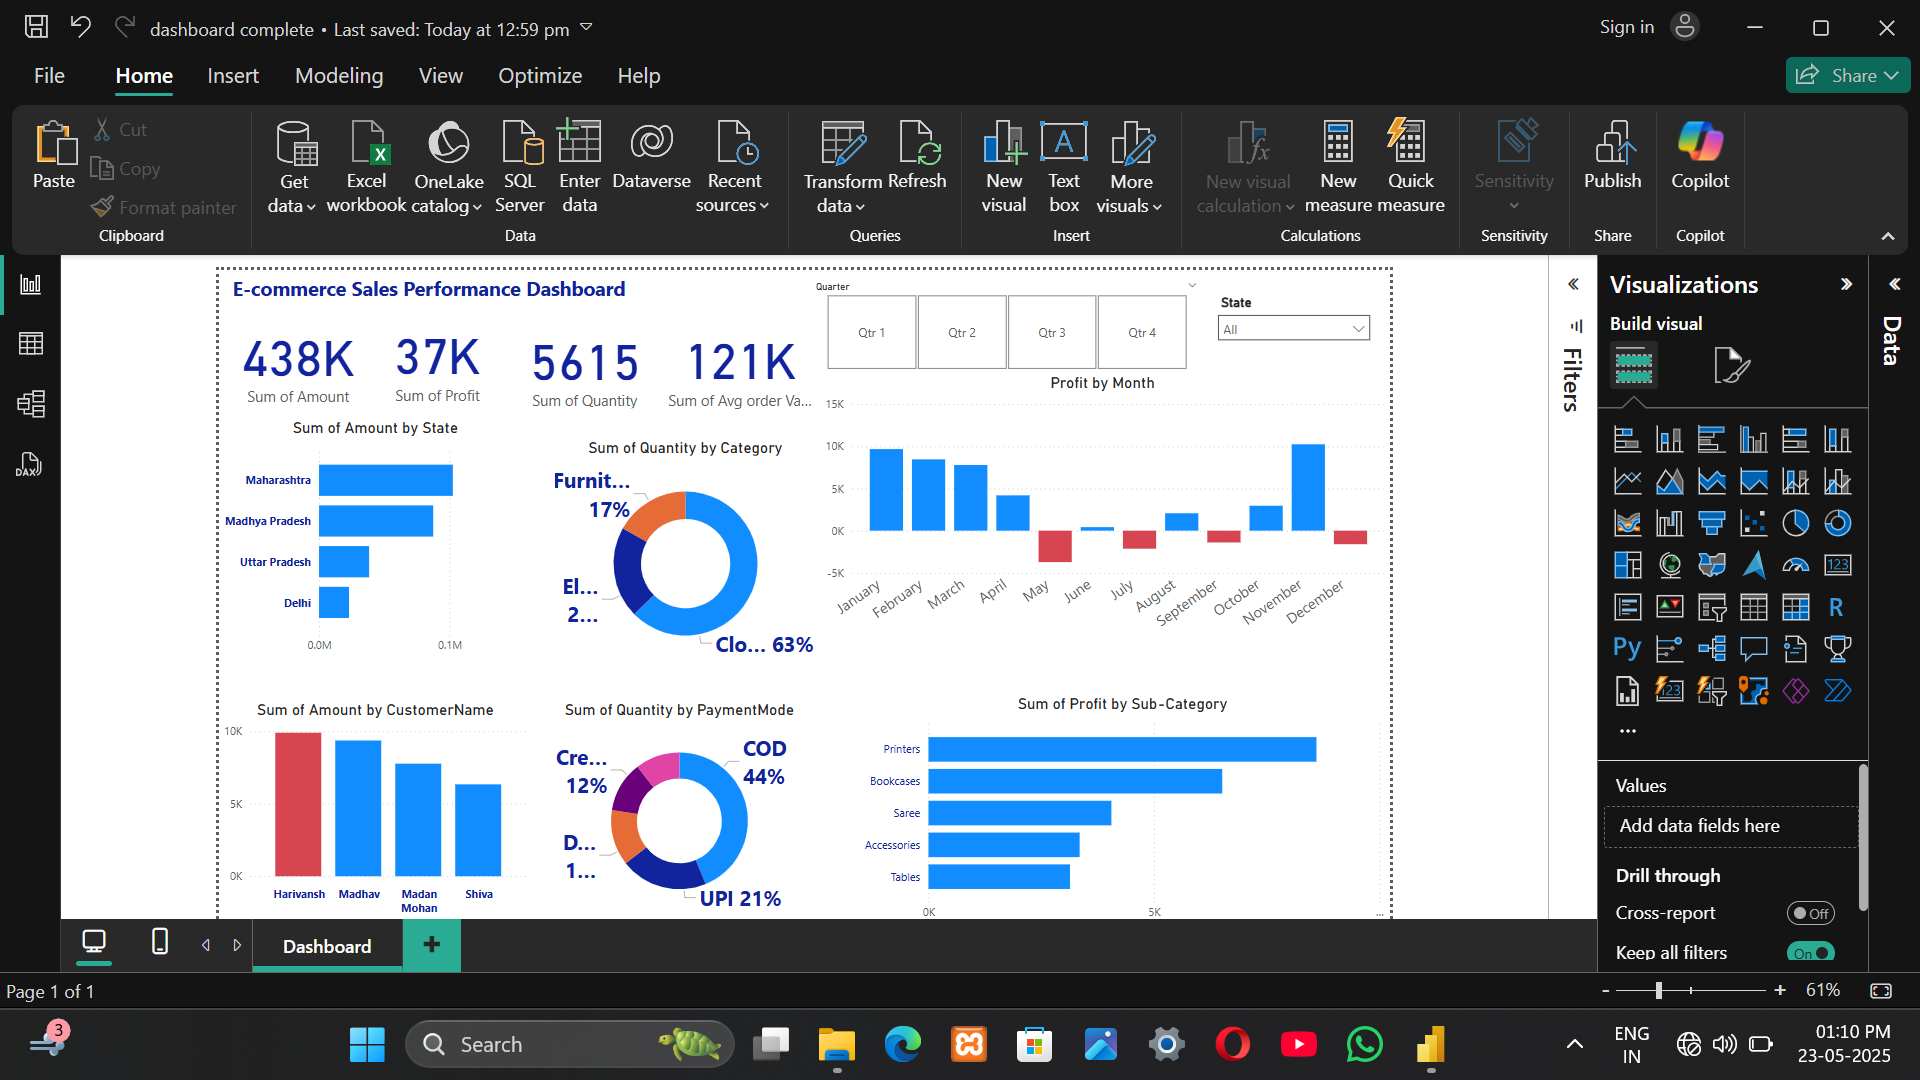 dashboard complete • Last saved: Today at 12:59 pm
Sign in
File Home Insert Modeling View Optimize Help
Share
Paste
Cut
Copy
Format painter
Clipboard
Get data
Excel workbook
OneLake catalog
SQL Server
Enter data
Dataverse
Recent sources
Data
Transform data
Refresh
Queries
New visual
Text box
More visuals
Insert
New visual calculation
New measure
Quick measure
Calculations
Sensitivity
Sensitivity
Publish
Share
Copilot
Copilot
DAX
E-commerce Sales Performance Dashboard
438K
Sum of Amount
37K
Sum of Profit
5615
Sum of Quantity
121K
Sum of Avg order Va...
Quarter
Qtr 1
Qtr 2
Qtr 3
Qtr 4
State
All
Sum of Amount by State
Maharashtra
Madhya Pradesh
Uttar Pradesh
Delhi
0.0M 0.1M
Sum of Quantity by Category
Furnit...
17%
El...
2...
Clo... 63%
Profit by Month
15K
10K
5K
0K
-5K
January February March April May June July August September October November December
Sum of Amount by CustomerName
10K
5K
0K
Harivansh Madhav Madan Mohan Shiva
Sum of Quantity by PaymentMode
Cre...
12%
COD
44%
D...
1...
UPI 21%
Sum of Profit by Sub-Category
Printers
Bookcases
Saree
Accessories
Tables
0K 5K ...
Filters
Visualizations
Build visual
123
R
Py
123
...
Values
Add data fields here
Drill through
Cross-report
Off
Keep all filters
On
Data
Dashboard
+
Page 1 of 1
- + 61%
3
Search
ENG
IN
01:10 PM
23-05-2025